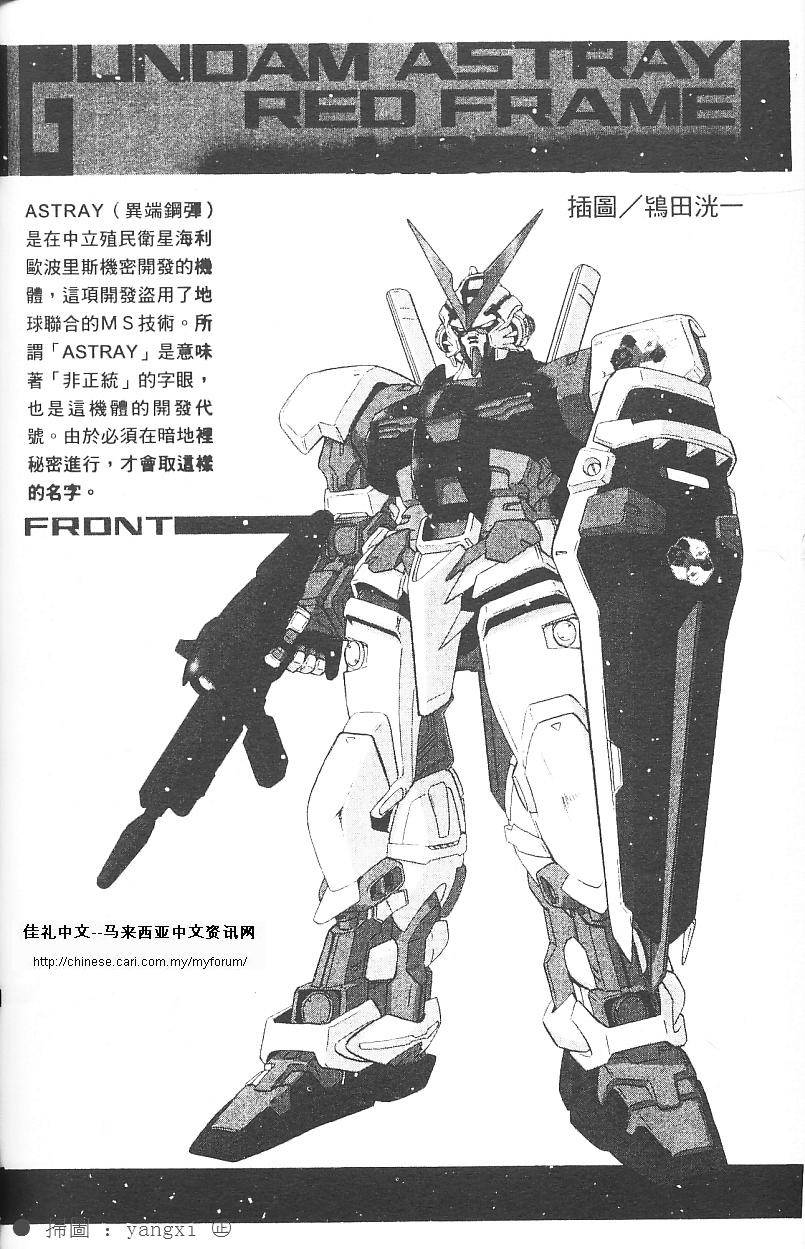 GUNDAM ASTRAY
RED FRAME
插圖／鴇田洸一
ASTRAY（異端鋼彈）
是在中立殖民衛星海利
歐波里斯機密開發的機
體，這項開發盜用了地
球聯合的ＭＳ技術。所
謂「ASTRAY」是意味
著「非正統」的字眼，
也是這機體的開發代
號。由於必須在暗地裡
秘密進行，才會取這樣
的名字。
FRONT
佳礼中文--马来西亚中文资讯网
http://chinese.cari.com.my/myforum/
● 掃圖 : yangxi ㊣